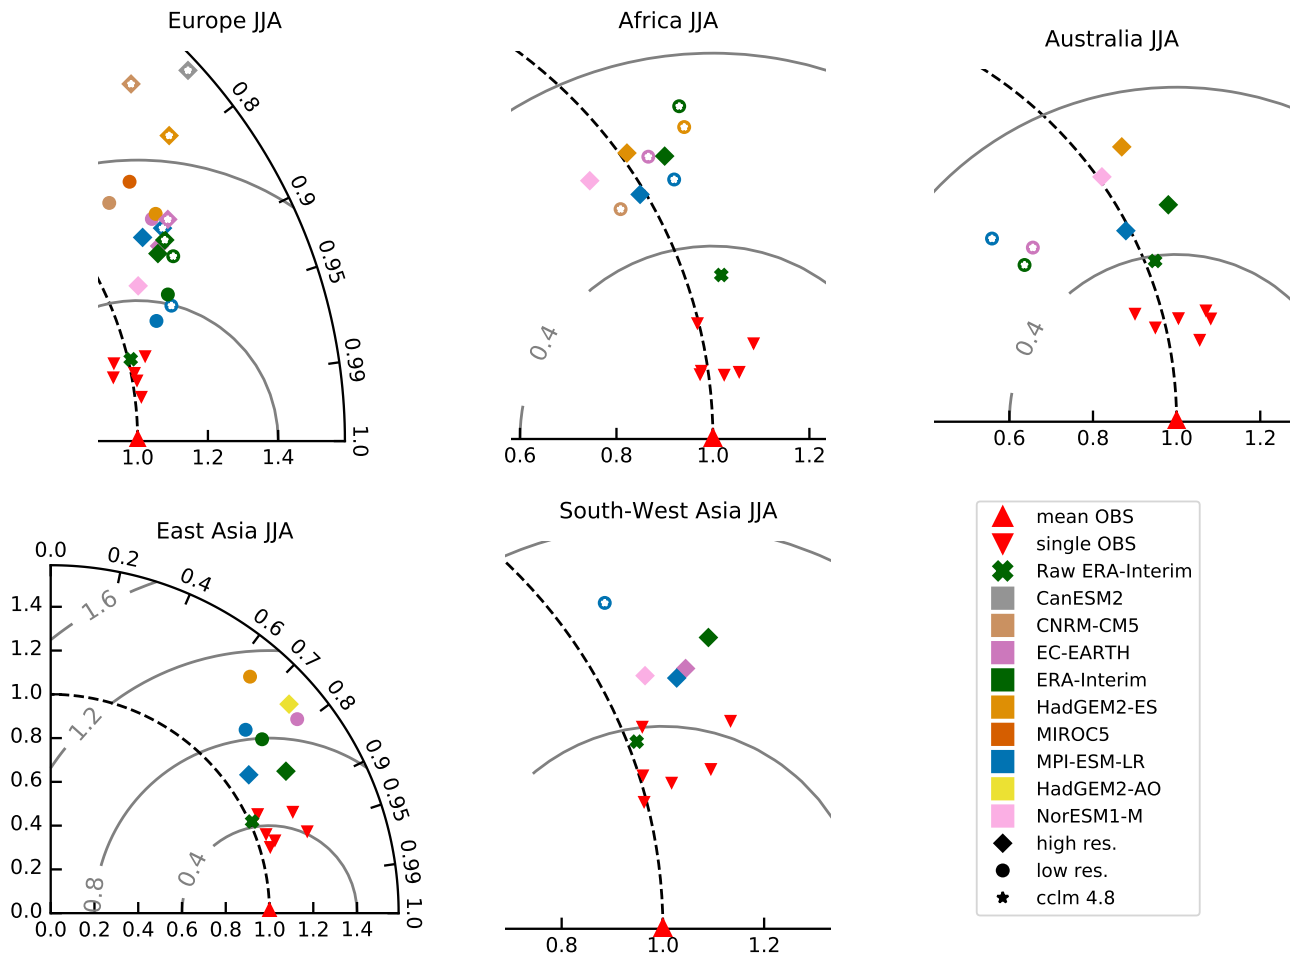 Europe JJA
0.8
0.9
0.95
0.99
1.0
1.0 1.2 1.4
Africa JJA
0.4
0.6 0.8 1.0 1.2
Australia JJA
0.4
0.6 0.8 1.0 1.2
East Asia JJA
0.0 0.2 0.4 0.6 0.7 0.8 0.9 0.95 0.99 1.0
1.4
1.2
1.0
0.8
0.6
0.4
0.2
0.0
1.6
1.2
0.8
0.4
0.0 0.2 0.4 0.6 0.8 1.0 1.2 1.4
South-West Asia JJA
0.8 1.0 1.2
mean OBS
single OBS
Raw ERA-Interim
CanESM2
CNRM-CM5
EC-EARTH
ERA-Interim
HadGEM2-ES
MIROC5
MPI-ESM-LR
HadGEM2-AO
NorESM1-M
high res.
low res.
cclm 4.8